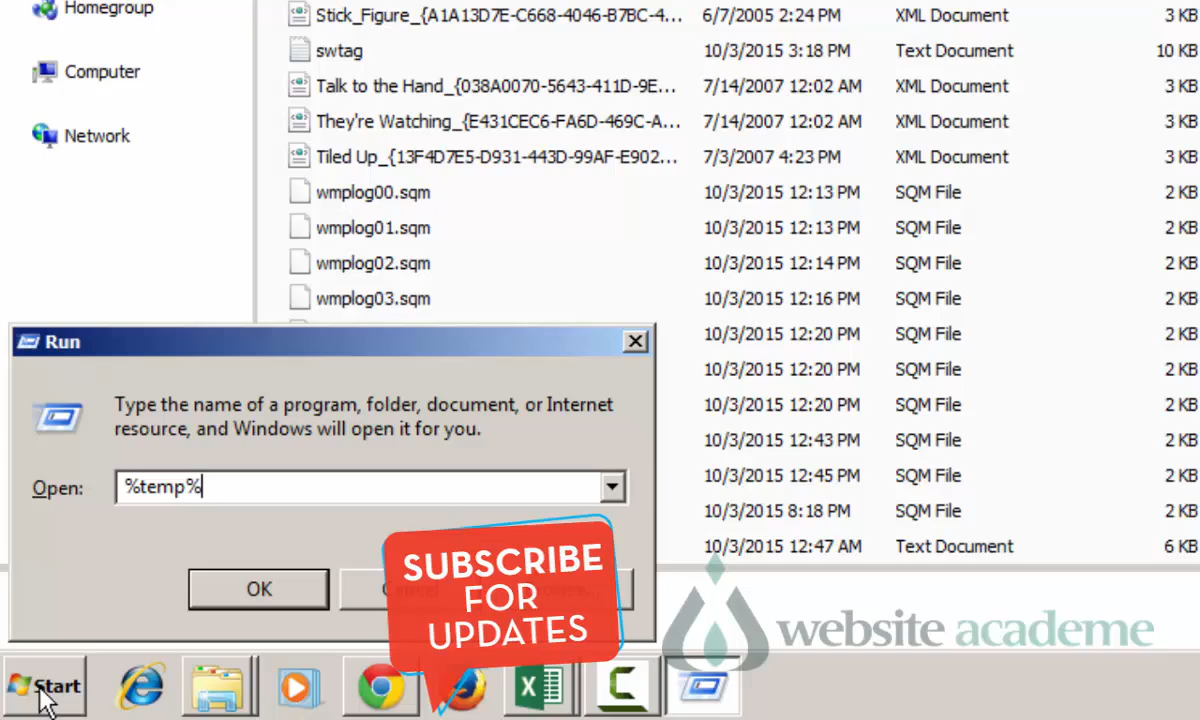 Homegroup
Computer
Network
Stick_Figure_{A1A13D7E-C668-4046-B7BC-4... 6/7/2005 2:24 PM XML Document 3 KB
swtag 10/3/2015 3:18 PM Text Document 10 KB
Talk to the Hand_{038A0070-5643-411D-9E... 7/14/2007 12:02 AM XML Document 3 KB
They're Watching_{E431CEC6-FA6D-469C-A... 7/14/2007 12:02 AM XML Document 3 KB
Tiled Up_{13F4D7E5-D931-443D-99AF-E902... 7/3/2007 4:23 PM XML Document 3 KB
wmplog00.sqm 10/3/2015 12:13 PM SQM File 2 KB
wmplog01.sqm 10/3/2015 12:13 PM SQM File 2 KB
wmplog02.sqm 10/3/2015 12:14 PM SQM File 2 KB
wmplog03.sqm 10/3/2015 12:16 PM SQM File 2 KB
10/3/2015 12:20 PM SQM File 2 KB
10/3/2015 12:20 PM SQM File 2 KB
10/3/2015 12:20 PM SQM File 2 KB
10/3/2015 12:43 PM SQM File 2 KB
10/3/2015 12:45 PM SQM File 2 KB
10/3/2015 8:18 PM SQM File 2 KB
10/3/2015 12:47 AM Text Document 6 KB
Run
Type the name of a program, folder, document, or Internet
resource, and Windows will open it for you.
Open: %temp%
OK
SUBSCRIBE
FOR
UPDATES
website academe
Start